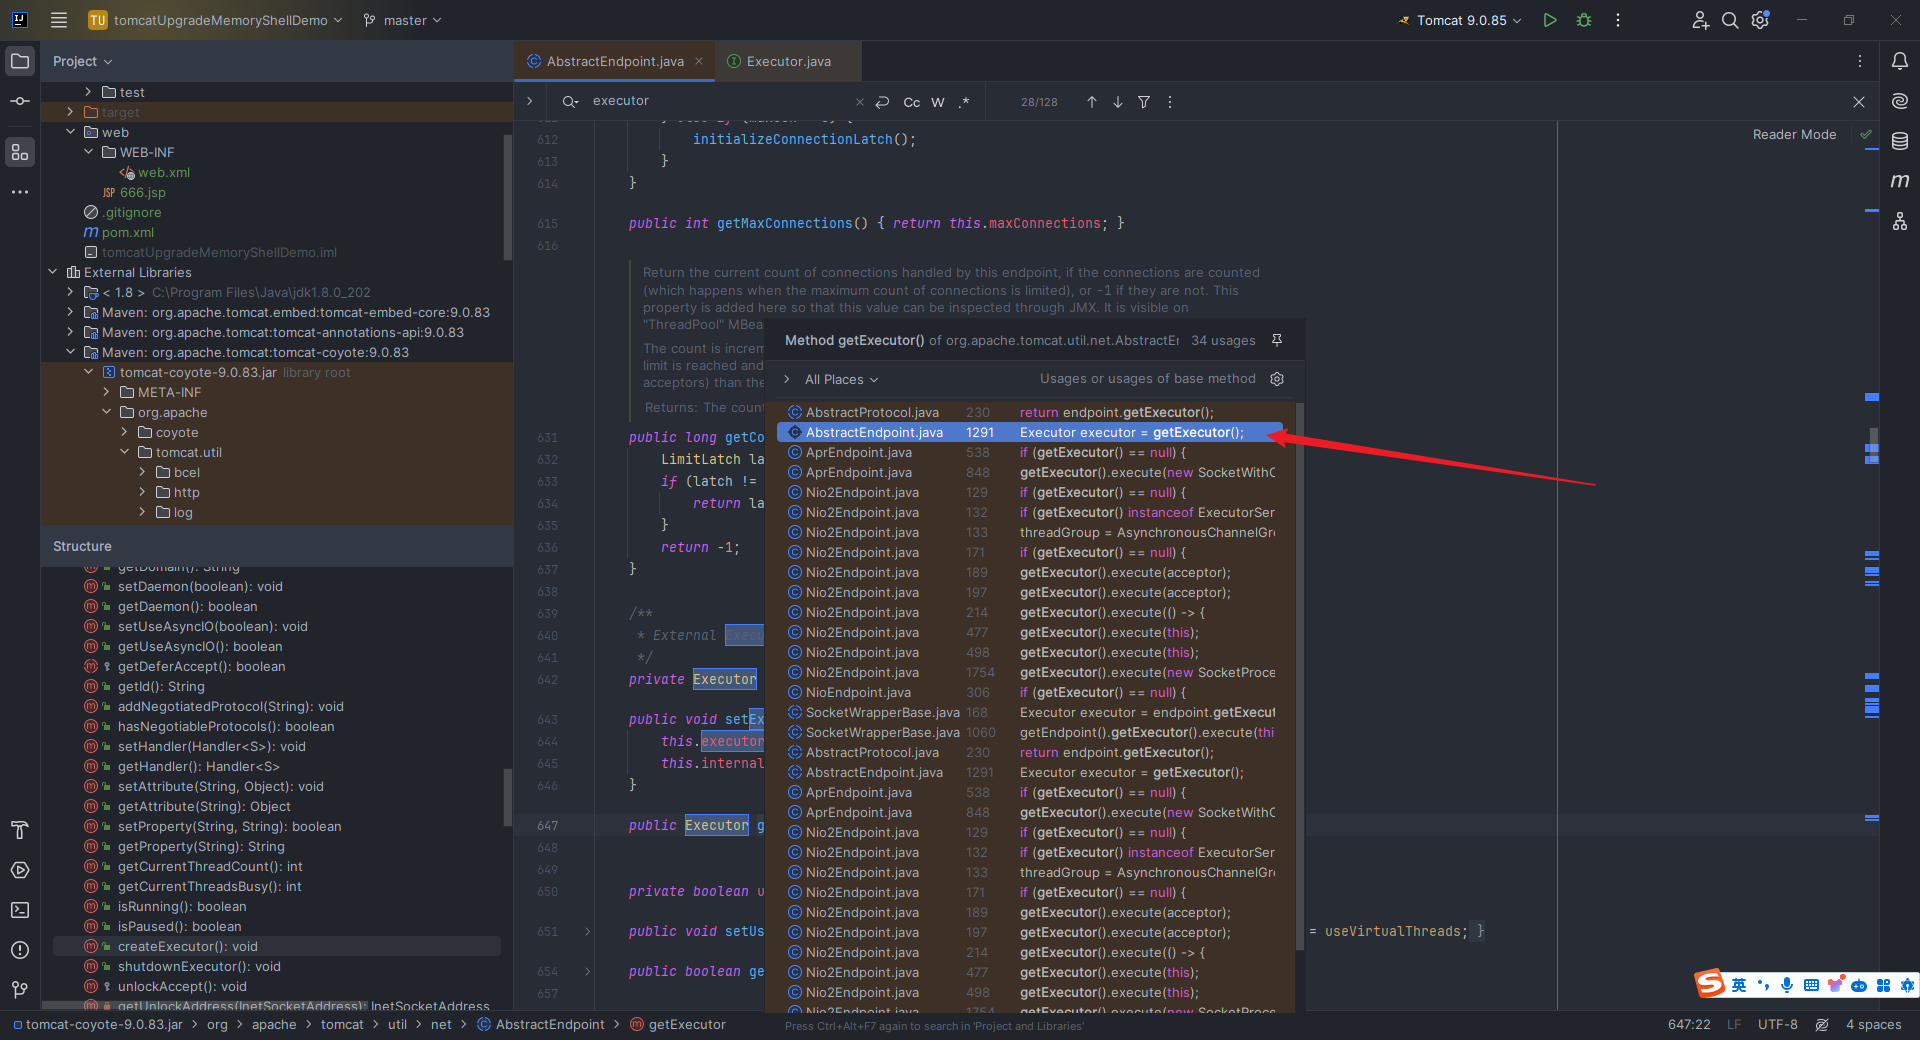 TU tomcatUpgradeMemoryShellDemo master Tomcat 9.0.85
Project
test
target
web
WEB-INF
web.xml
JSP 666.jsp
.gitignore
m pom.xml
tomcatUpgradeMemoryShellDemo.iml
External Libraries
< 1.8 > C:\Program Files\Java\jdk1.8.0_202
Maven: org.apache.tomcat.embed:tomcat-embed-core:9.0.83
Maven: org.apache.tomcat:tomcat-annotations-api:9.0.83
Maven: org.apache.tomcat:tomcat-coyote:9.0.83
tomcat-coyote-9.0.83.jar library root
META-INF
org.apache
coyote
tomcat.util
bcel
http
log
Structure
getDomain(): String
setDaemon(boolean): void
getDaemon(): boolean
setUseAsyncIO(boolean): void
getUseAsyncIO(): boolean
getDeferAccept(): boolean
getId(): String
addNegotiatedProtocol(String): void
hasNegotiableProtocols(): boolean
setHandler(Handler<S>): void
getHandler(): Handler<S>
setAttribute(String, Object): void
getAttribute(String): Object
setProperty(String, String): boolean
getProperty(String): String
getCurrentThreadCount(): int
getCurrentThreadsBusy(): int
isRunning(): boolean
isPaused(): boolean
createExecutor(): void
shutdownExecutor(): void
unlockAccept(): void
getUnlockAddress(InetSocketAddress): InetSocketAddress
AbstractEndpoint.java Executor.java
executor Cc W .* 28/128
Reader Mode
612 initializeConnectionLatch();
613 }
614 }
615 public int getMaxConnections() { return this.maxConnections; }
616
Return the current count of connections handled by this endpoint, if the connections are counted
(which happens when the maximum count of connections is limited), or -1 if they are not. This
property is added here so that this value can be inspected through JMX. It is visible on
"ThreadPool" MBea
The count is increm
limit is reached and
acceptors) than the
Returns: The count
631 public long getCo
632 LimitLatch la
633 if (latch !=
634 return la
635 }
636 return -1;
637 }
638
639 /**
640 * External Execu
641 */
642 private Executor
643 public void setEx
644 this.executor
645 this.internal
646 }
647 public Executor g
648
649
650 private boolean u
651 public void setUs = useVirtualThreads; }
654 public boolean ge
657
Method getExecutor() of org.apache.tomcat.util.net.AbstractEr 34 usages
All Places Usages or usages of base method
AbstractProtocol.java 230 return endpoint.getExecutor();
AbstractEndpoint.java 1291 Executor executor = getExecutor();
AprEndpoint.java 538 if (getExecutor() == null) {
AprEndpoint.java 848 getExecutor().execute(new SocketWithC
Nio2Endpoint.java 129 if (getExecutor() == null) {
Nio2Endpoint.java 132 if (getExecutor() instanceof ExecutorSer
Nio2Endpoint.java 133 threadGroup = AsynchronousChannelGr
Nio2Endpoint.java 171 if (getExecutor() == null) {
Nio2Endpoint.java 189 getExecutor().execute(acceptor);
Nio2Endpoint.java 197 getExecutor().execute(acceptor);
Nio2Endpoint.java 214 getExecutor().execute(() -> {
Nio2Endpoint.java 477 getExecutor().execute(this);
Nio2Endpoint.java 498 getExecutor().execute(this);
Nio2Endpoint.java 1754 getExecutor().execute(new SocketProce
NioEndpoint.java 306 if (getExecutor() == null) {
SocketWrapperBase.java 168 Executor executor = endpoint.getExecut
SocketWrapperBase.java 1060 getEndpoint().getExecutor().execute(thi
AbstractProtocol.java 230 return endpoint.getExecutor();
AbstractEndpoint.java 1291 Executor executor = getExecutor();
AprEndpoint.java 538 if (getExecutor() == null) {
AprEndpoint.java 848 getExecutor().execute(new SocketWithC
Nio2Endpoint.java 129 if (getExecutor() == null) {
Nio2Endpoint.java 132 if (getExecutor() instanceof ExecutorSer
Nio2Endpoint.java 133 threadGroup = AsynchronousChannelGr
Nio2Endpoint.java 171 if (getExecutor() == null) {
Nio2Endpoint.java 189 getExecutor().execute(acceptor);
Nio2Endpoint.java 197 getExecutor().execute(acceptor);
Nio2Endpoint.java 214 getExecutor().execute(() -> {
Nio2Endpoint.java 477 getExecutor().execute(this);
Nio2Endpoint.java 498 getExecutor().execute(this);
Nio2Endpoint.java 1754 getExecutor().execute(new SocketProce
Press Ctrl+Alt+F7 again to search in 'Project and Libraries'
英
tomcat-coyote-9.0.83.jar > org > apache > tomcat > util > net > AbstractEndpoint > getExecutor 647:22 LF UTF-8 4 spaces